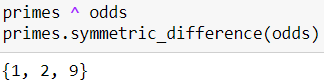 primes ^ odds
primes.symmetric_difference(odds)
{1, 2, 9}